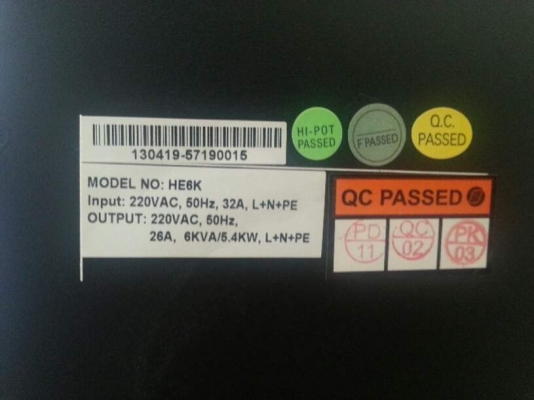 130419-57190015
HI-POT
PASSED
F PASSED
Q.C.
PASSED
MODEL NO: HE6K
Input: 220VAC, 50Hz, 32A, L+N+PE
OUTPUT: 220VAC, 50Hz,
26A, 6KVA/5.4KW, L+N+PE
QC PASSED
PD
11
QC
02
PK
03